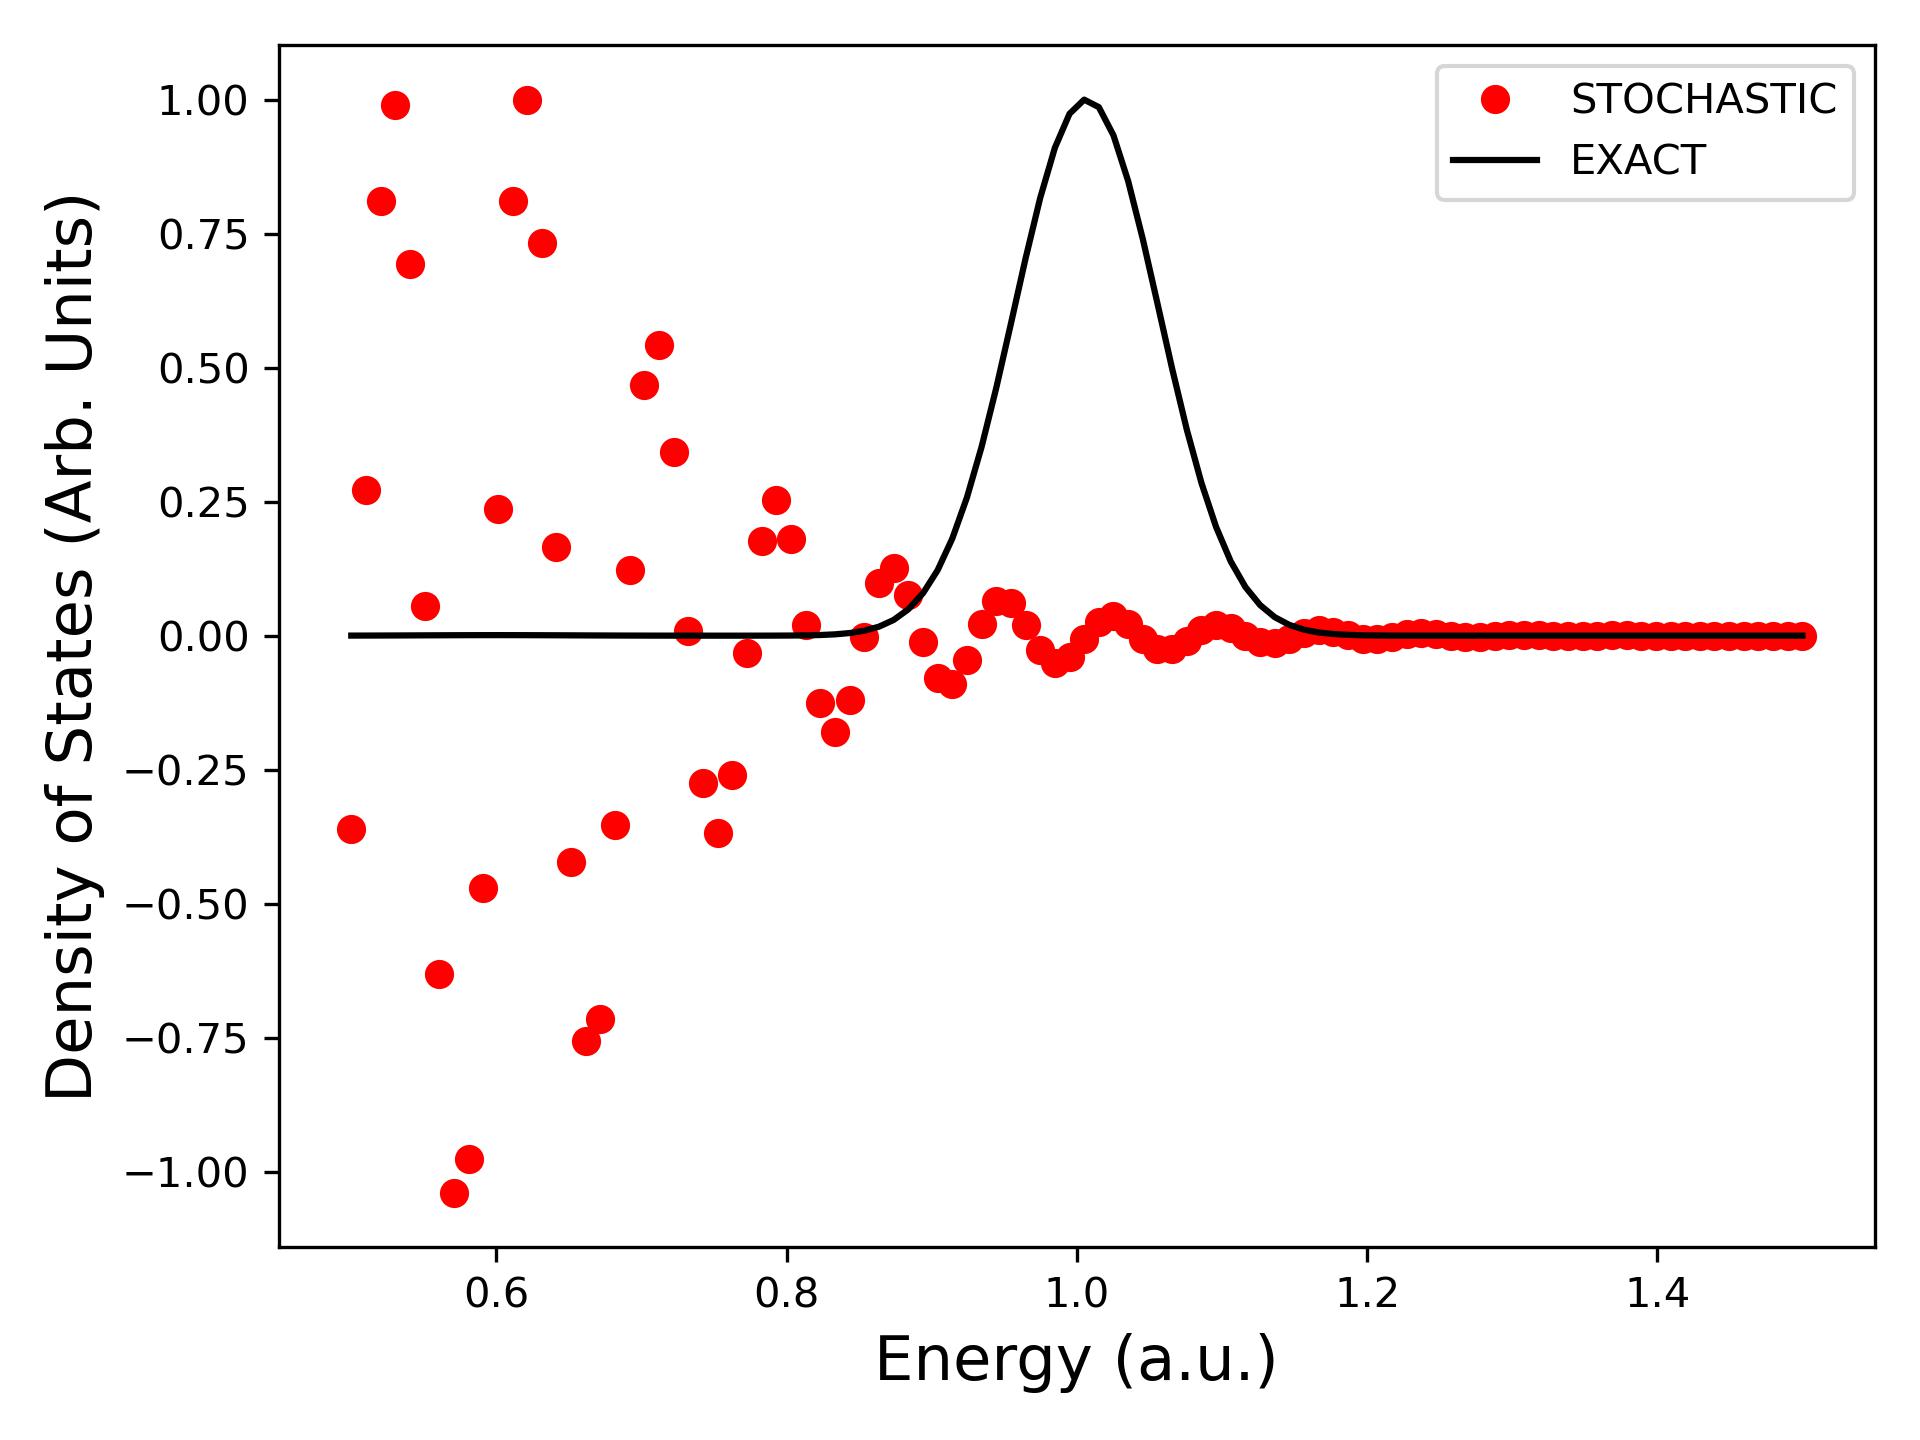 STOCHASTIC
EXACT
1.00
0.75
0.50
0.25
0.00
−0.25
−0.50
−0.75
−1.00
Density of States (Arb. Units)
0.6 0.8 1.0 1.2 1.4
Energy (a.u.)